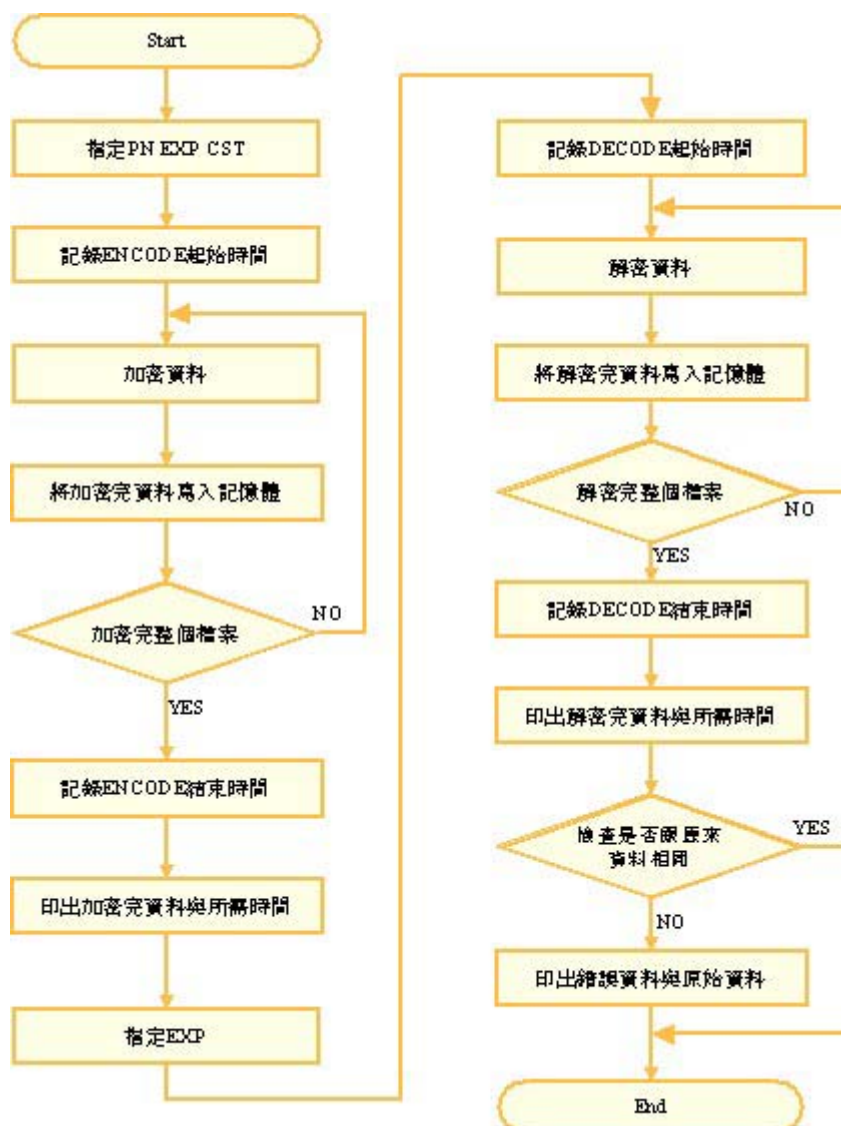 Start
指定PN EXP CST
記錄ENCODE起始時間
加密資料
將加密完資料寫入記憶體
加密完整個檔案
NO
YES
記錄ENCODE結束時間
印出加密完資料與所需時間
指定EXP
記錄DECODE起始時間
解密資料
將解密完資料寫入記憶體
解密完整個檔案
NO
YES
記錄DECODE結束時間
印出解密完資料與所需時間
檢查是否跟原來
資料相同
YES
NO
印出錯誤資料與原始資料
End